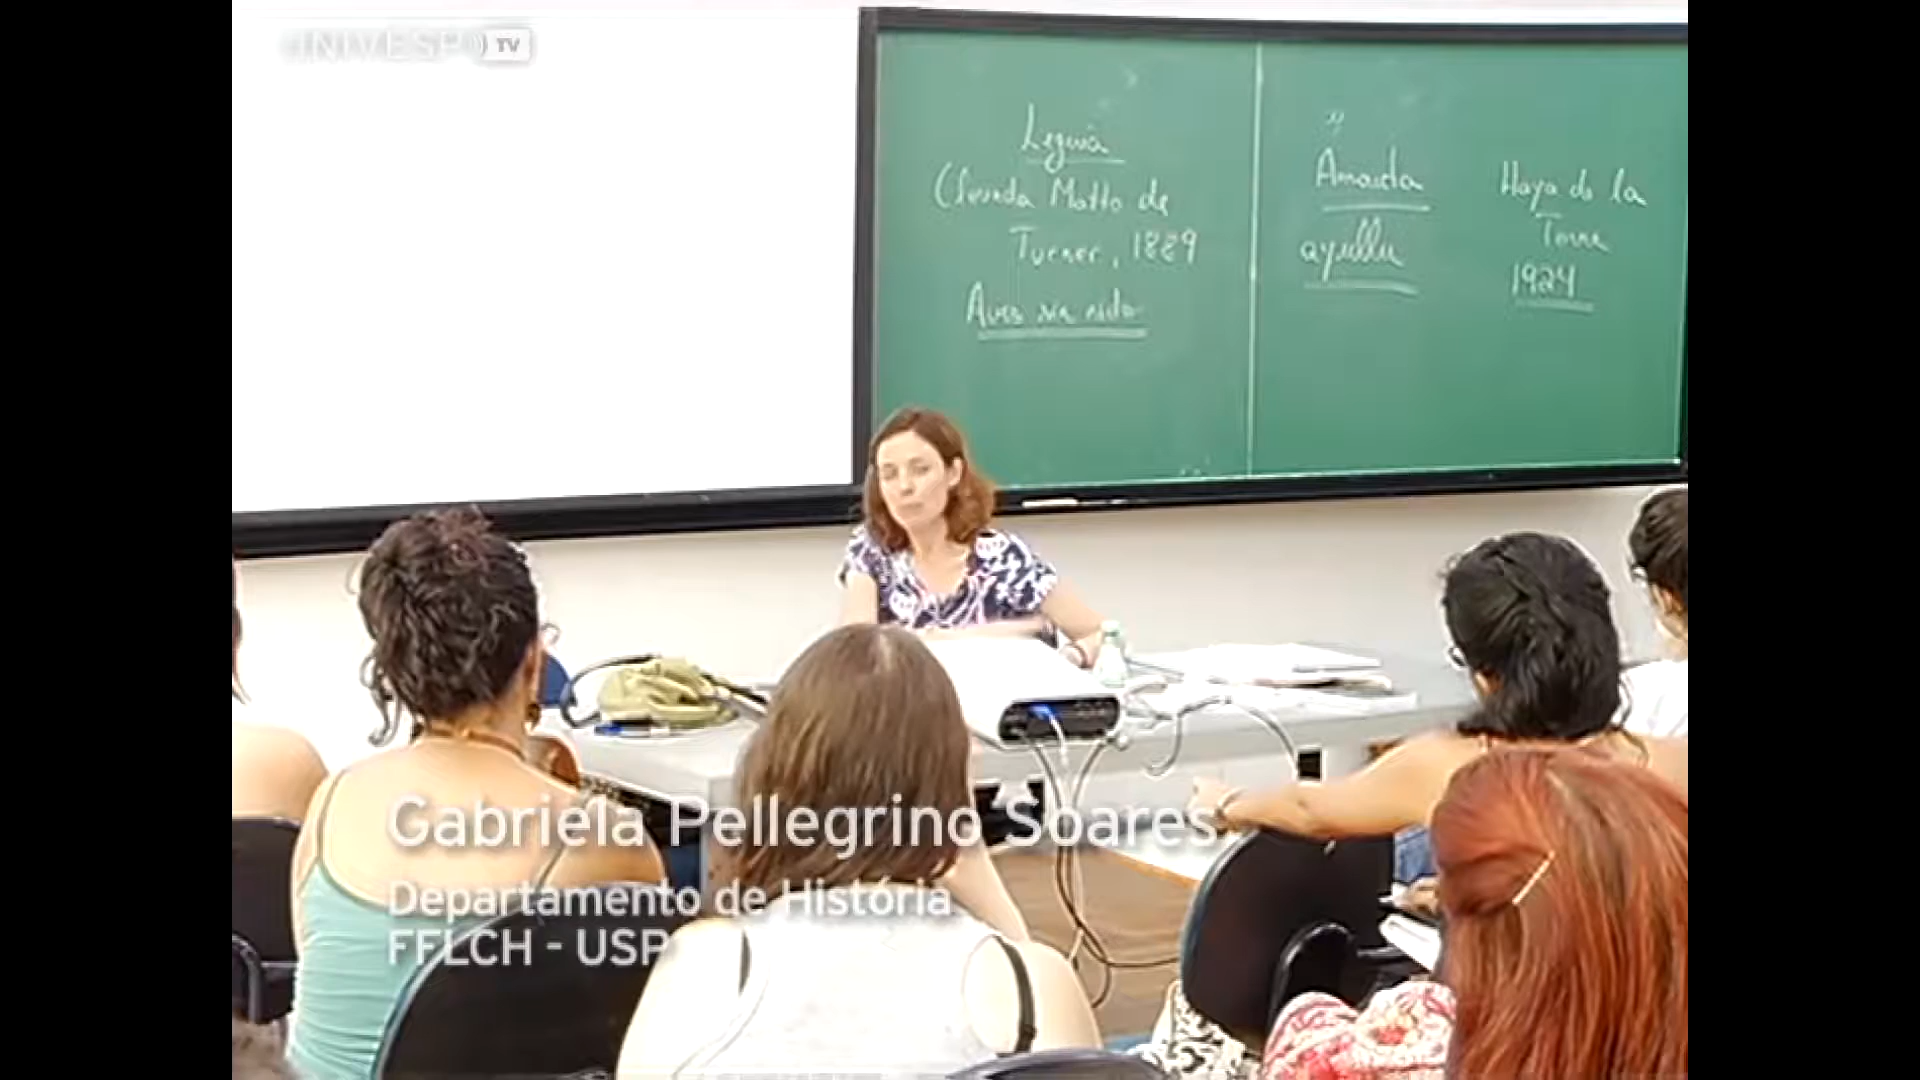 UNIVESP TV
Leguía
Clorinda Matto de
Turner, 1889
Aves sin nido
Amauta
ayullu
Haya de la
Torre
1924
Gabriela Pellegrino Soares
Departamento de História
FFLCH - USP